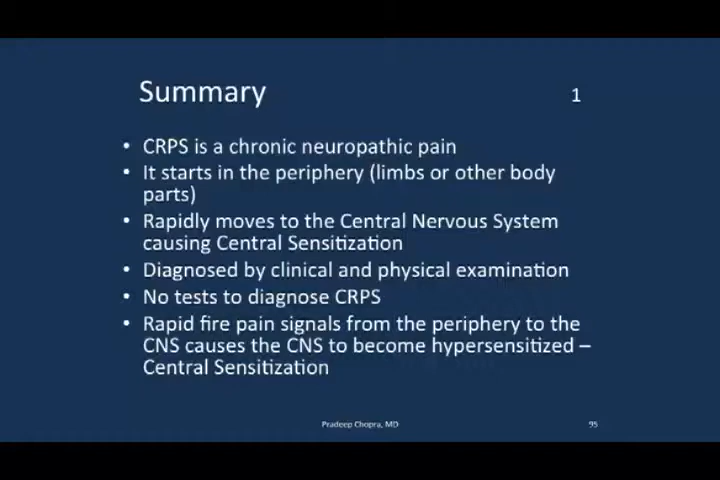 Summary 1
• CRPS is a chronic neuropathic pain
• It starts in the periphery (limbs or other body
parts)
• Rapidly moves to the Central Nervous System
causing Central Sensitization
• Diagnosed by clinical and physical examination
• No tests to diagnose CRPS
• Rapid fire pain signals from the periphery to the
CNS causes the CNS to become hypersensitized –
Central Sensitization
Pradeep Chopra, MD 95